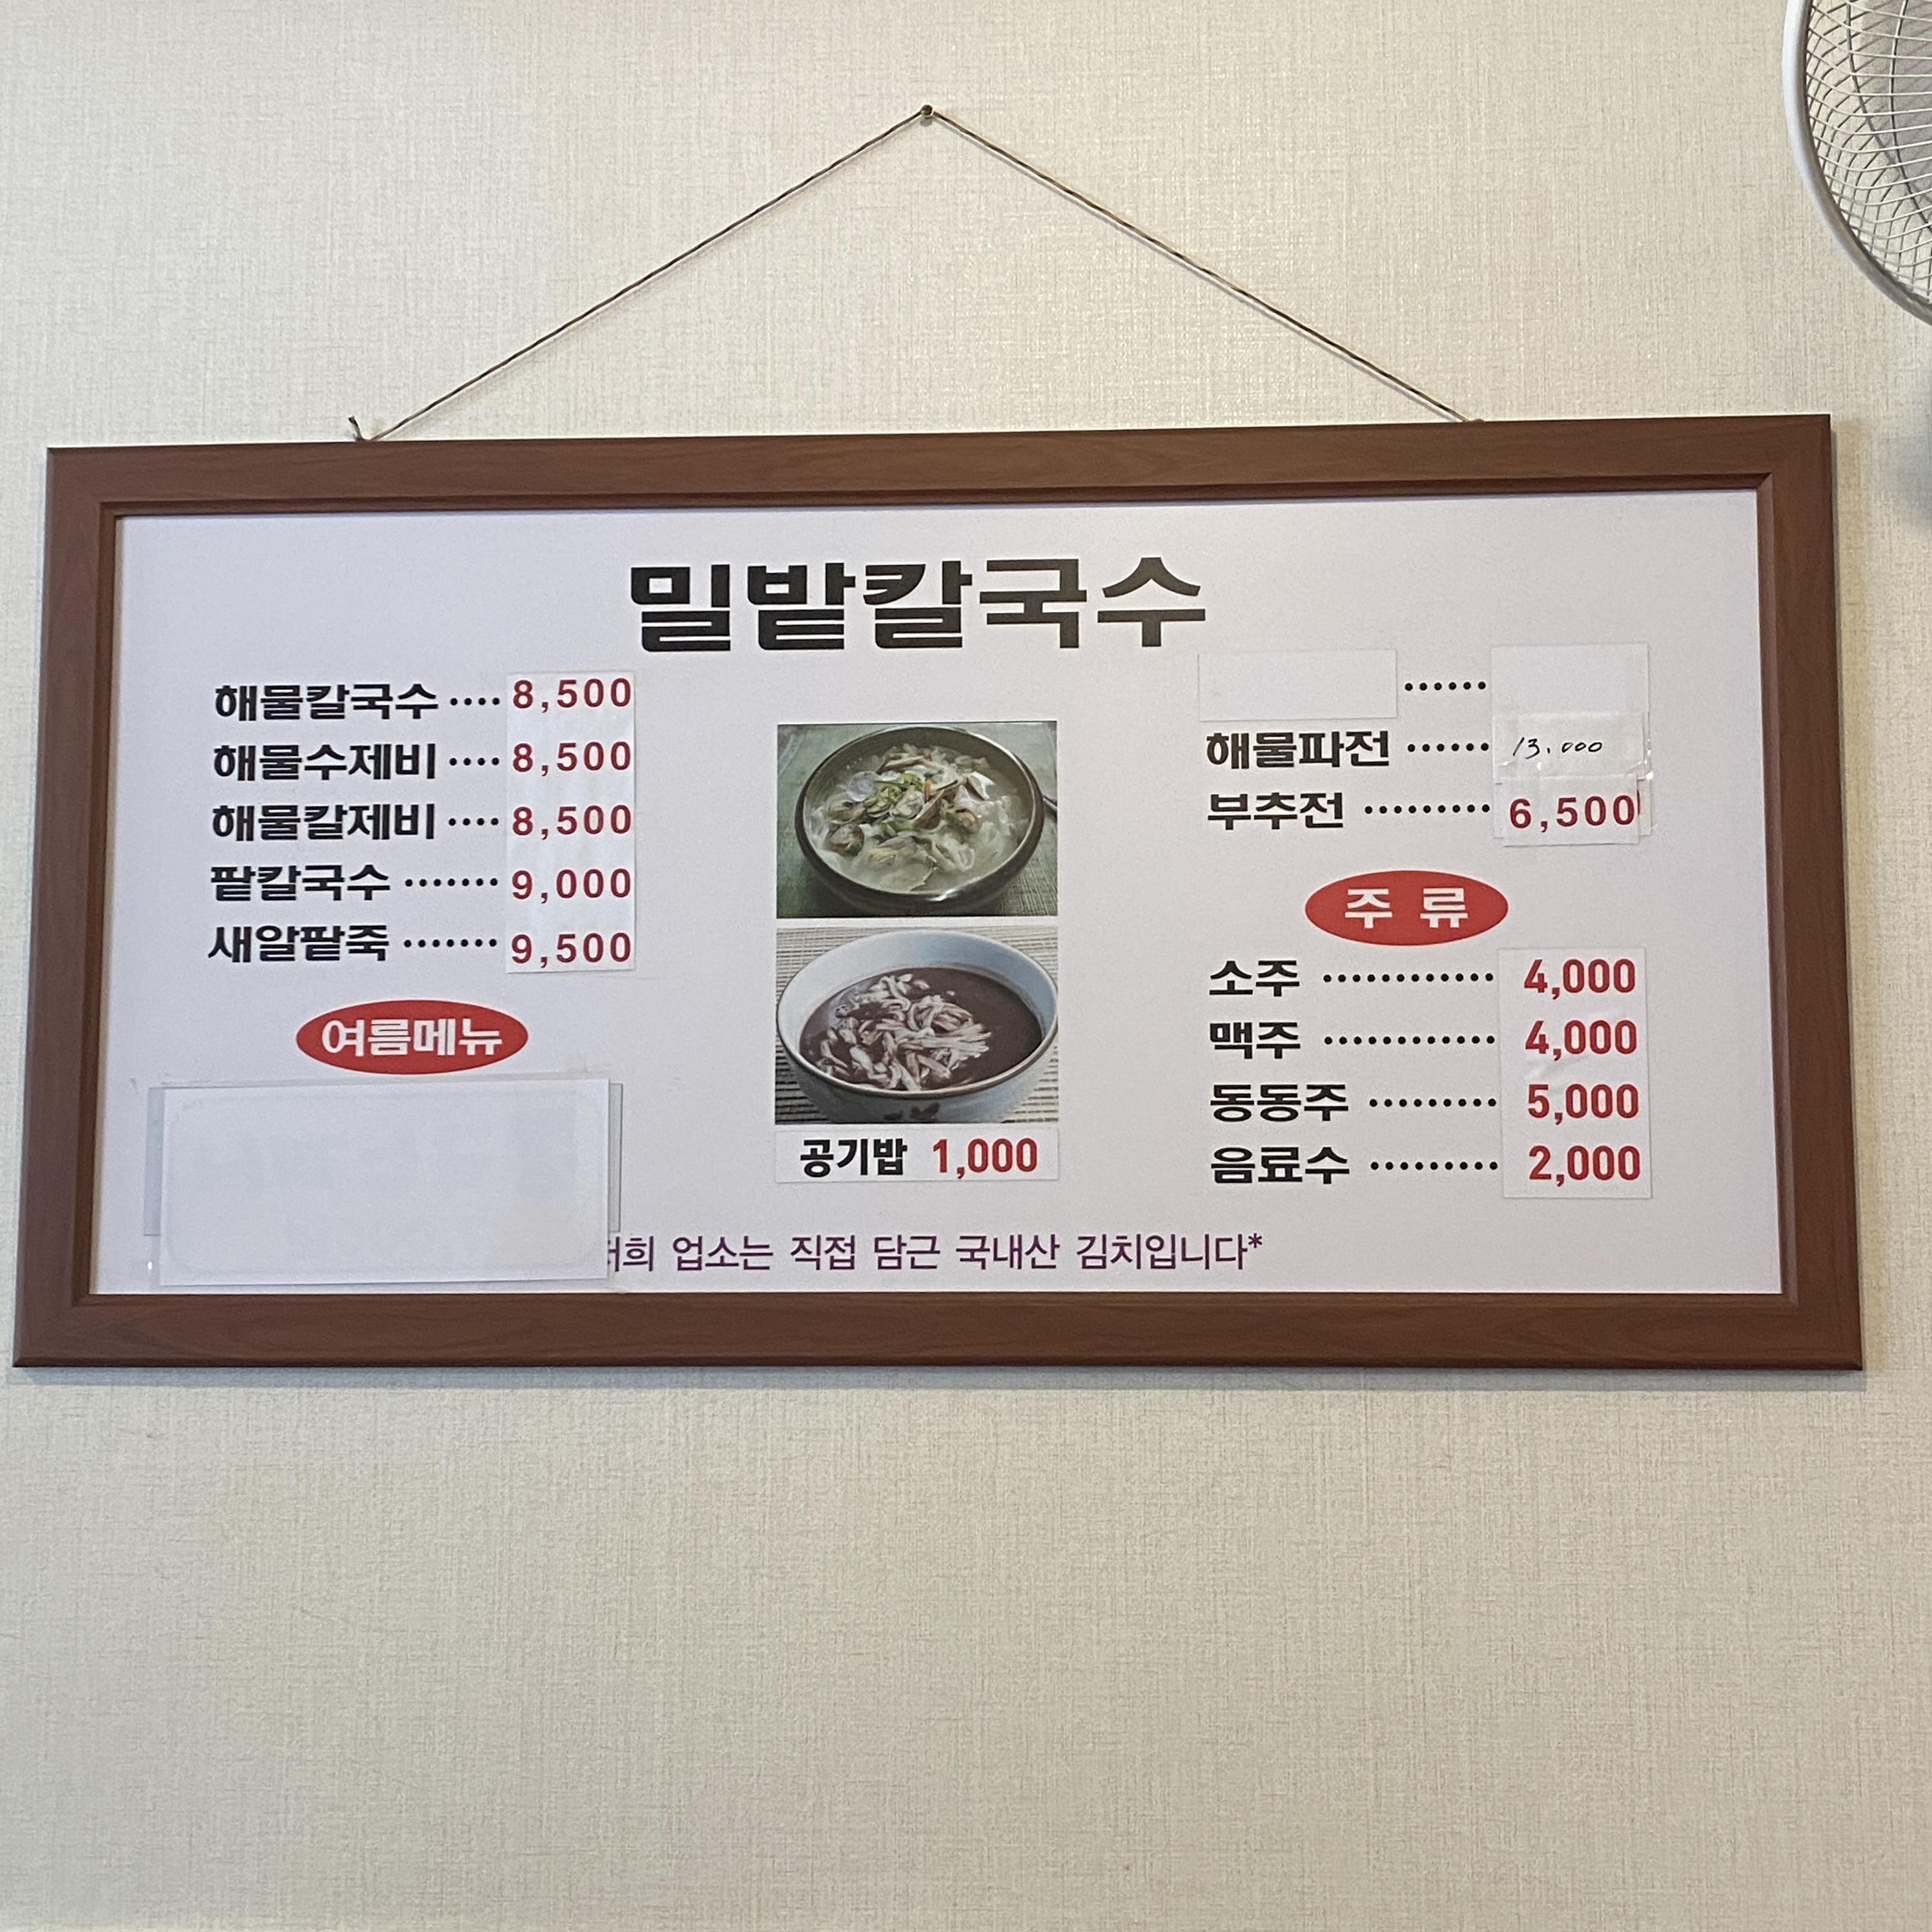 밀밭칼국수
해물칼국수 ···· 8,500
해물수제비 ···· 8,500
해물칼제비 ···· 8,500
팥칼국수 ······· 9,000
새알팥죽 ······· 9,500
여름메뉴
공기밥 1,000
······
해물파전 ······ 13.000
부추전 ········· 6,500
주 류
소주 ············ 4,000
맥주 ············ 4,000
동동주 ········· 5,000
음료수 ········· 2,000
업소는 직접 담근 국내산 김치입니다*